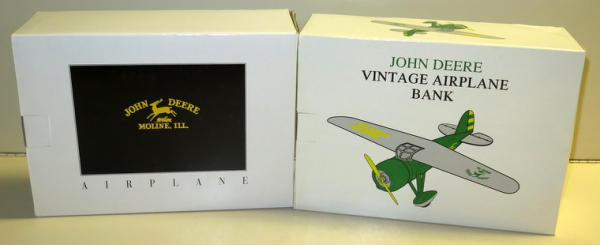 JOHN DEERE
MOLINE, ILL.
AIRPLANE
JOHN DEERE
VINTAGE AIRPLANE
BANK